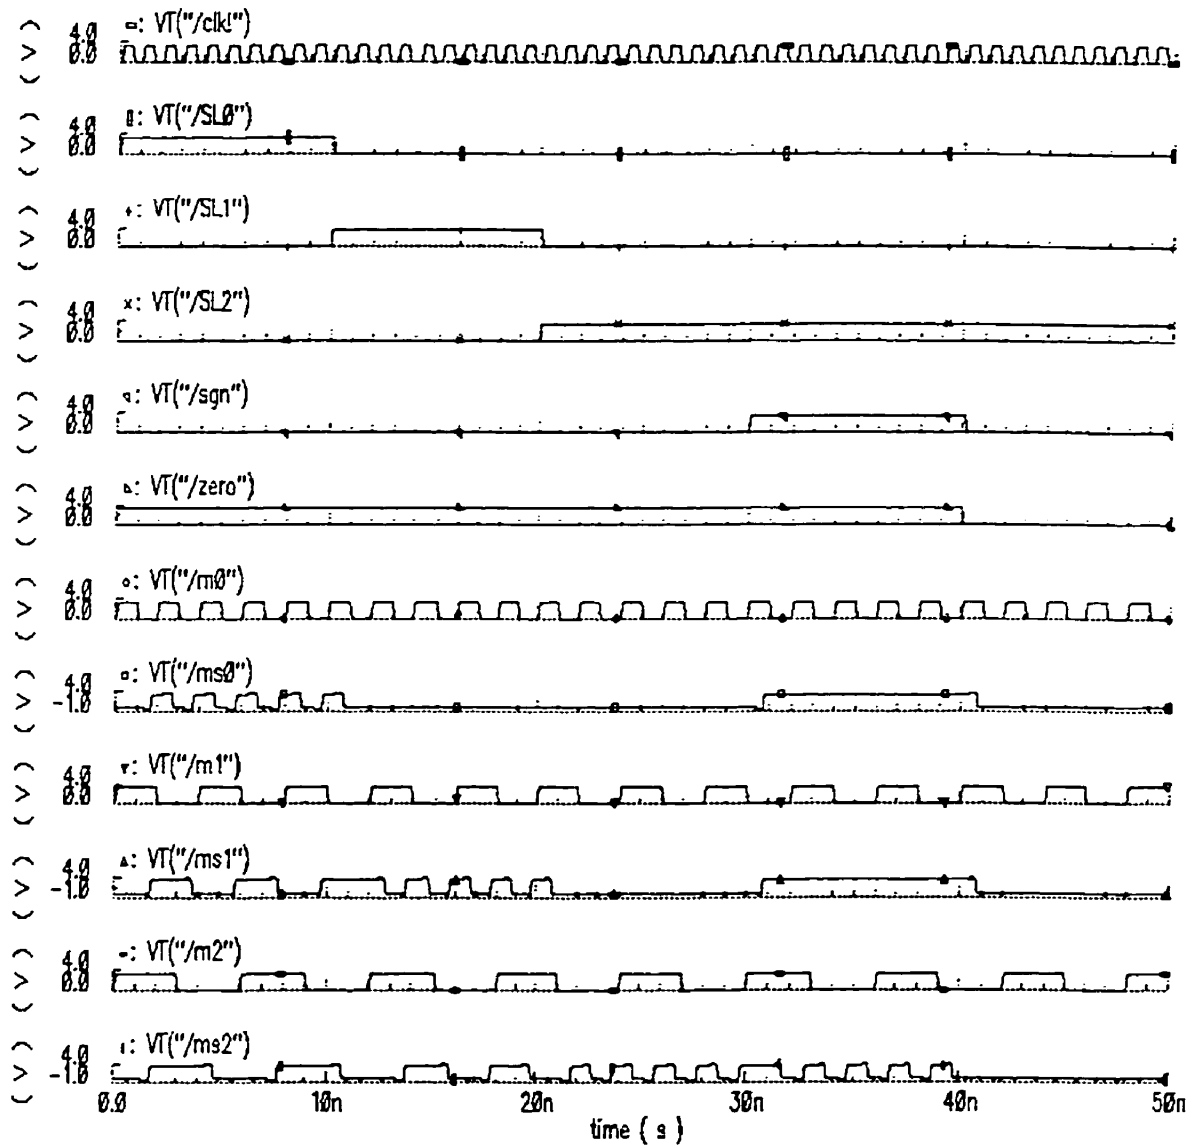 4.0
0.0
( V )
VT("/clk!")
4.0
0.0
( V )
VT("/SL0")
4.0
0.0
( V )
VT("/SL1")
4.0
0.0
( V )
VT("/SL2")
4.0
0.0
( V )
VT("/sgn")
4.0
0.0
( V )
VT("/zero")
4.0
0.0
( V )
VT("/m0")
4.0
0.0
( V )
VT("/ms0")
4.0
-1.0
( V )
VT("/m1")
4.0
0.0
( V )
VT("/ms1")
4.0
-1.0
( V )
VT("/m2")
4.0
0.0
( V )
VT("/ms2")
4.0
-1.0
( V )
0.0 10n 20n 30n 40n 50n
time ( s )